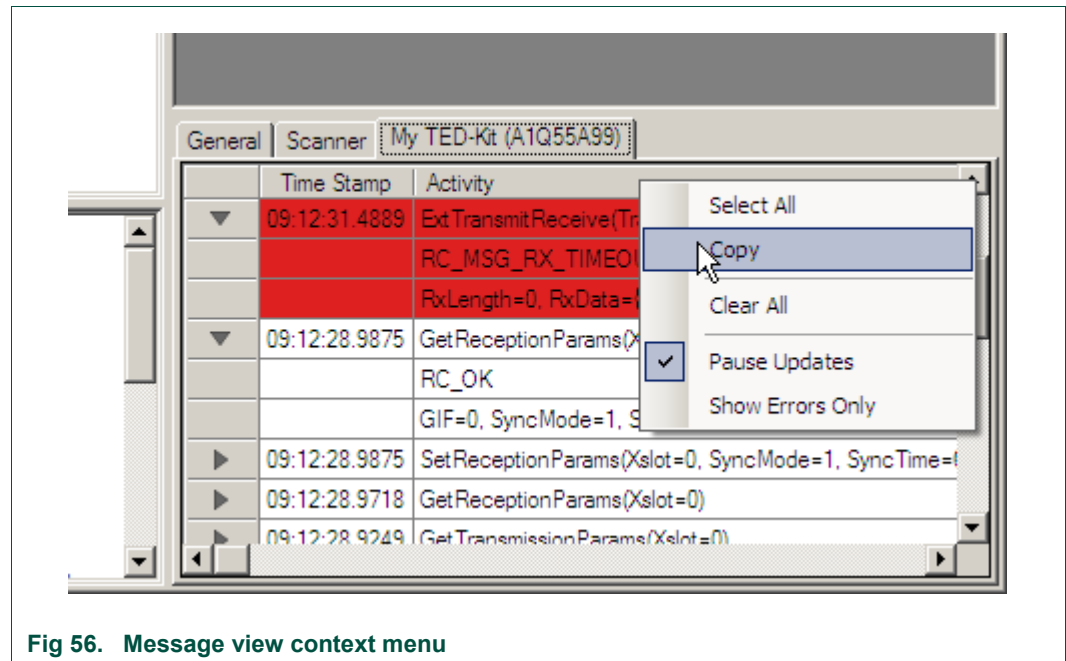 General Scanner My TED-Kit (A1Q55A99)
Time Stamp Activity
09:12:31.4889 ExtTransmitReceive(
RC_MSG_RX_TIMEO
RxLength=0, RxData=
09:12:28.9875 GetReceptionParams(
RC_OK
GIF=0, SyncMode=1,
09:12:28.9875 SetReceptionParams(Xslot=0, SyncMode=1, SyncTime=
09:12:28.9718 GetReceptionParams(Xslot=0)
09:12:28.9249 GetTransmissionParams(Xslot=0)
Select All
Copy
Clear All
Pause Updates
Show Errors Only
Fig 56. Message view context menu